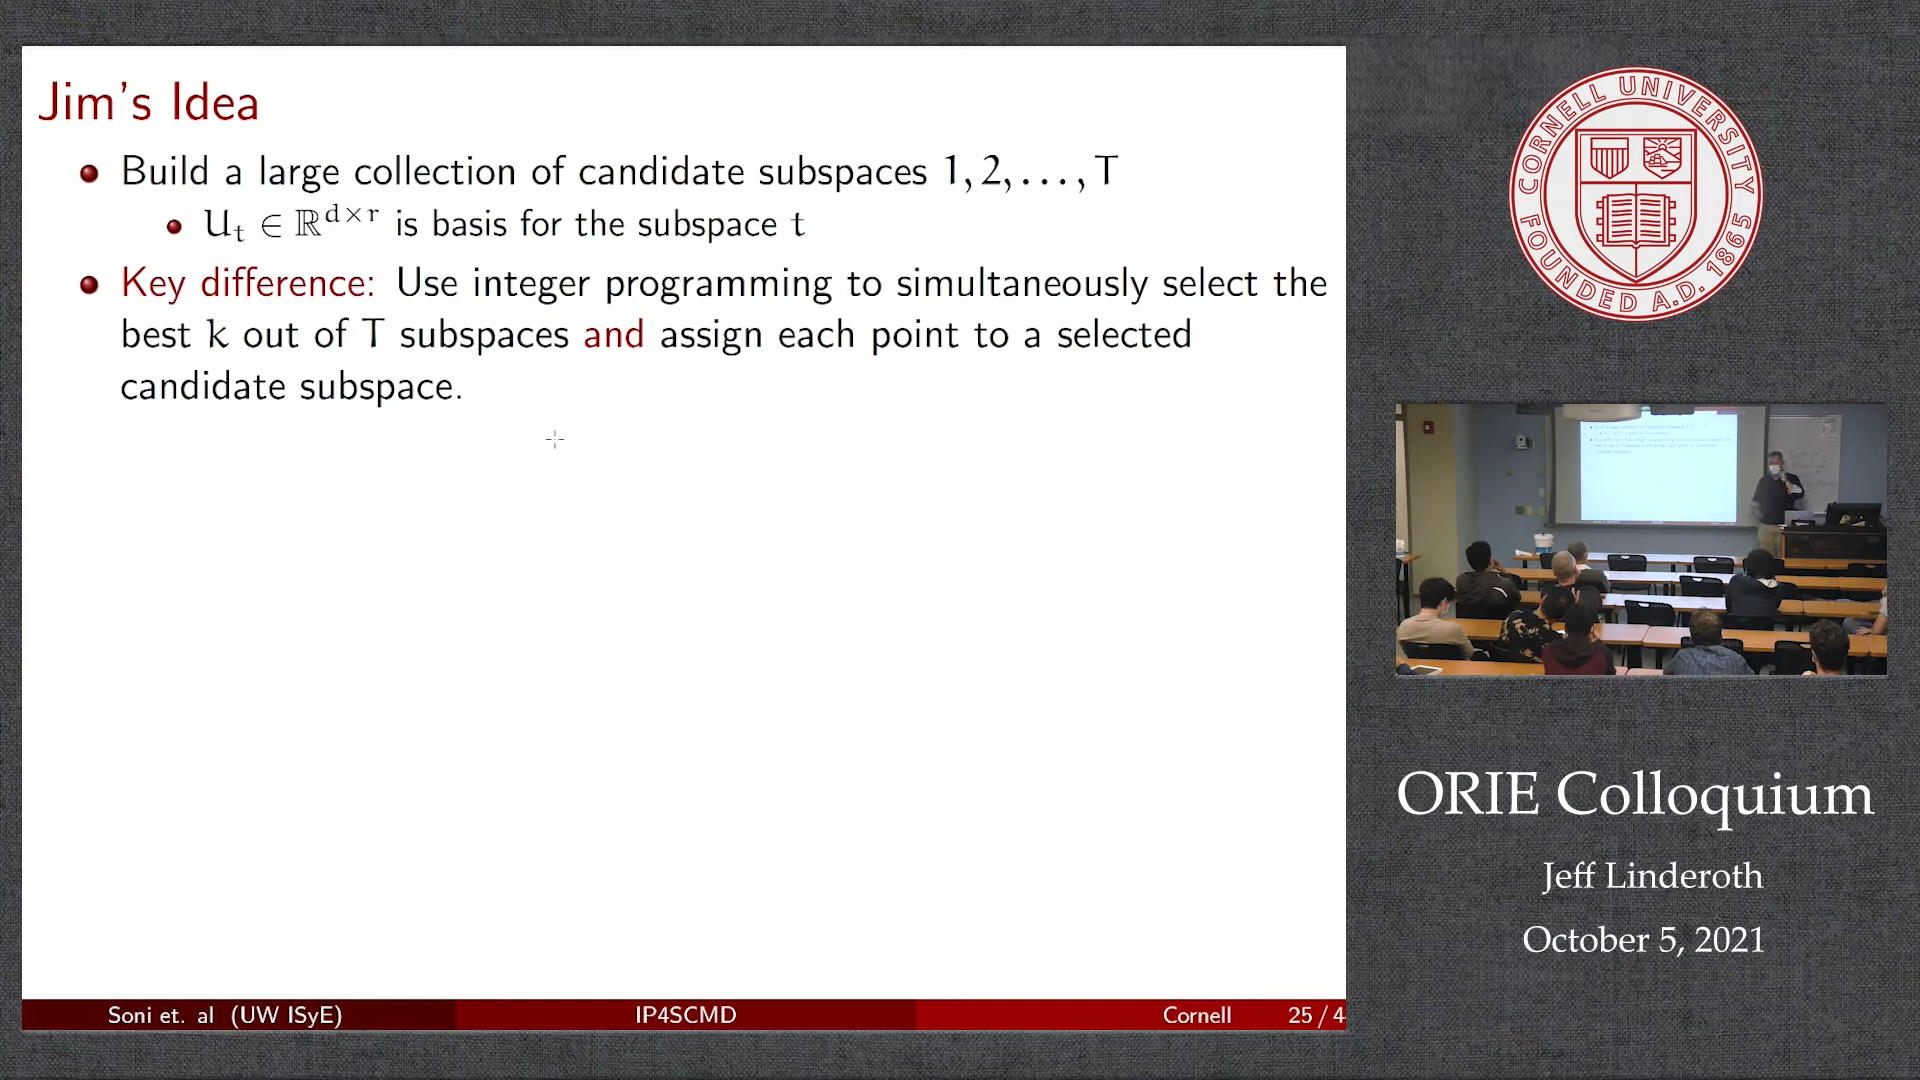 Jim's Idea
Build a large collection of candidate subspaces 1, 2, . . . , T
U_t ∈ ℝ^{d×r} is basis for the subspace t
Key difference: Use integer programming to simultaneously select the
best k out of T subspaces and assign each point to a selected
candidate subspace.
Soni et. al (UW ISyE) IP4SCMD Cornell 25 / 4
CORNELL UNIVERSITY
FOUNDED A.D. 1865
ORIE Colloquium
Jeff Linderoth
October 5, 2021